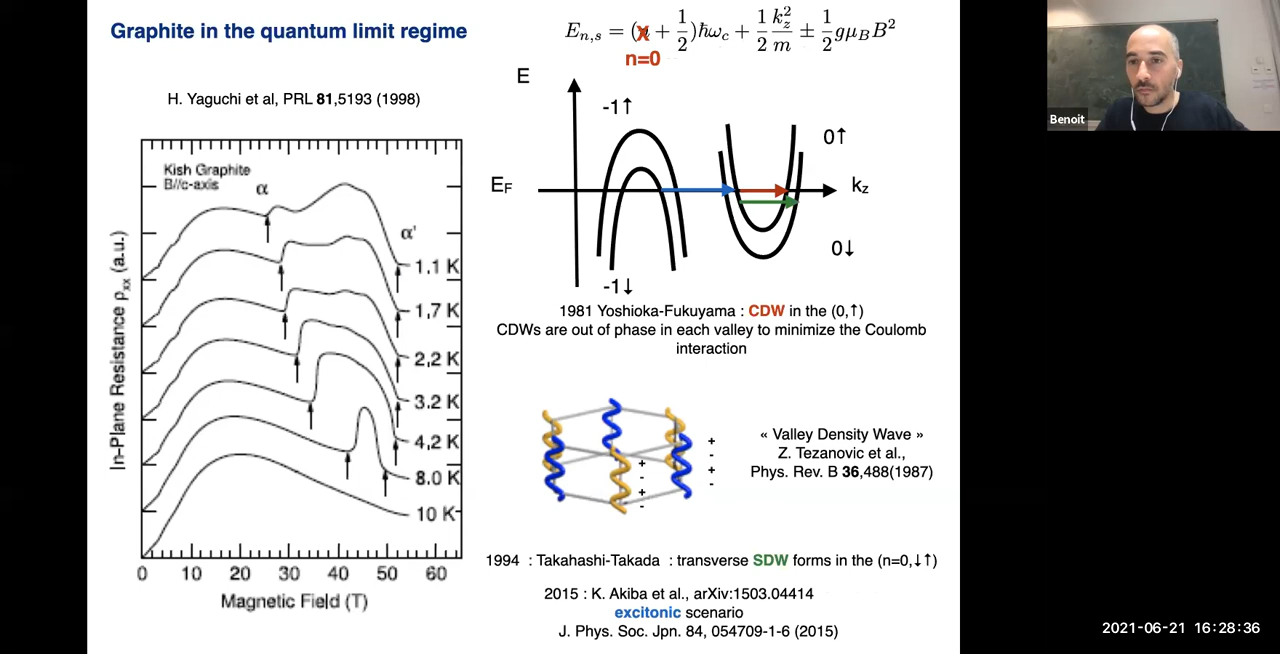 Graphite in the quantum limit regime
H. Yaguchi et al, PRL 81,5193 (1998)
Kish Graphite
B//c-axis
α
α'
1.1 K
1,7 K
2,2 K
3.2 K
4,2 K
8.0 K
10 K
In-Plane Resistance ρxx (a.u.)
0 10 20 30 40 50 60
Magnetic Field (T)
E_{n,s} = (n + 1/2)ħω_c + 1/2 k_z^2/m ± 1/2 gμ_B B^2
n=0
E
-1↑
0↑
E_F
k_z
0↓
-1↓
1981 Yoshioka-Fukuyama : CDW in the (0,↑)
CDWs are out of phase in each valley to minimize the Coulomb
interaction
+
-
+
-
+
-
+
-
« Valley Density Wave »
Z. Tezanovic et al.,
Phys. Rev. B 36,488(1987)
1994 : Takahashi-Takada : transverse SDW forms in the (n=0,↓↑)
2015 : K. Akiba et al., arXiv:1503.04414
excitonic scenario
J. Phys. Soc. Jpn. 84, 054709-1-6 (2015)
Benoit
2021-06-21 16:28:36